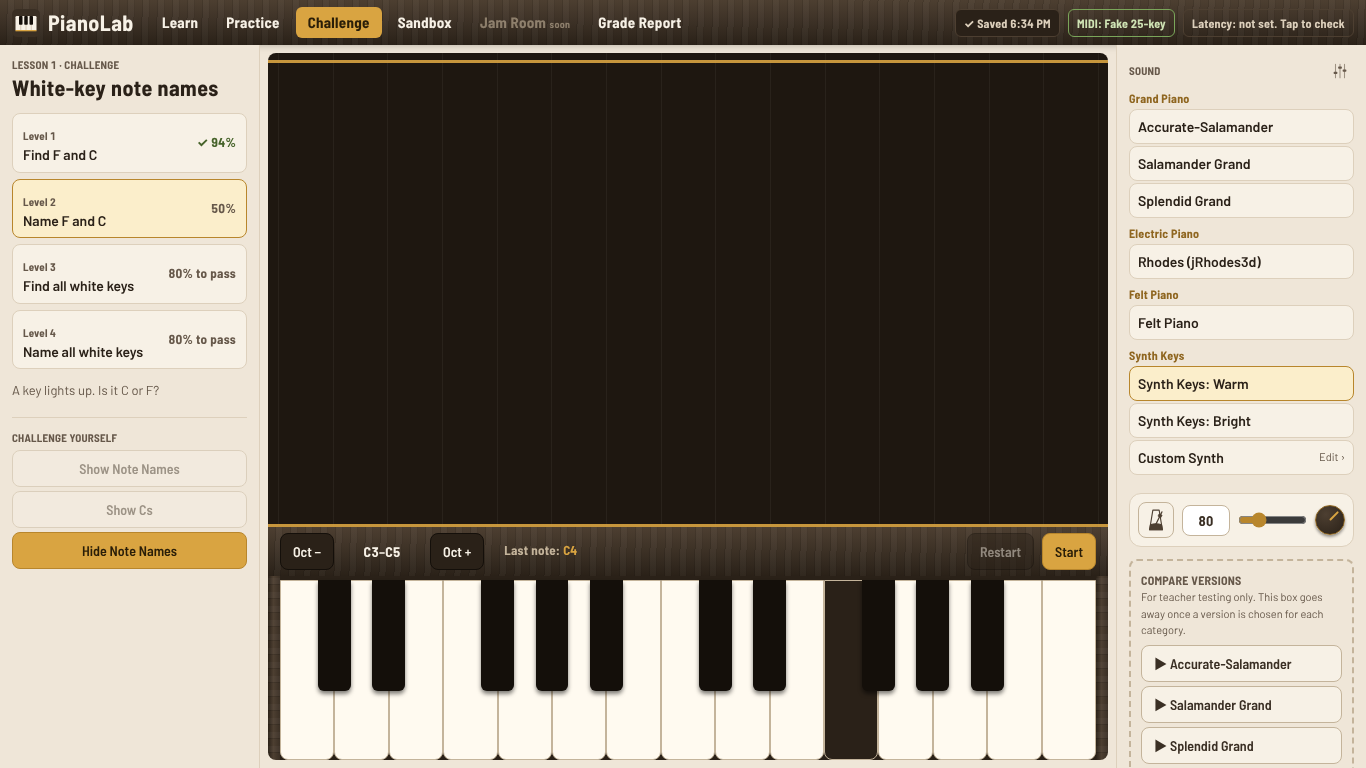 PianoLab
Learn
Practice
Challenge
Sandbox
Jam Room soon
Grade Report
✓ Saved 6:34 PM
MIDI: Fake 25-key
Latency: not set. Tap to check
LESSON 1 · CHALLENGE
White-key note names
Level 1
Find F and C
✓ 94%
Level 2
Name F and C
50%
Level 3
Find all white keys
80% to pass
Level 4
Name all white keys
80% to pass
A key lights up. Is it C or F?
CHALLENGE YOURSELF
Show Note Names
Show Cs
Hide Note Names
Oct –
C3–C5
Oct +
Last note: C4
Restart
Start
SOUND
Grand Piano
Accurate-Salamander
Salamander Grand
Splendid Grand
Electric Piano
Rhodes (jRhodes3d)
Felt Piano
Felt Piano
Synth Keys
Synth Keys: Warm
Synth Keys: Bright
Custom Synth
Edit ›
80
COMPARE VERSIONS
For teacher testing only. This box goes
away once a version is chosen for each
category.
▶ Accurate-Salamander
▶ Salamander Grand
▶ Splendid Grand